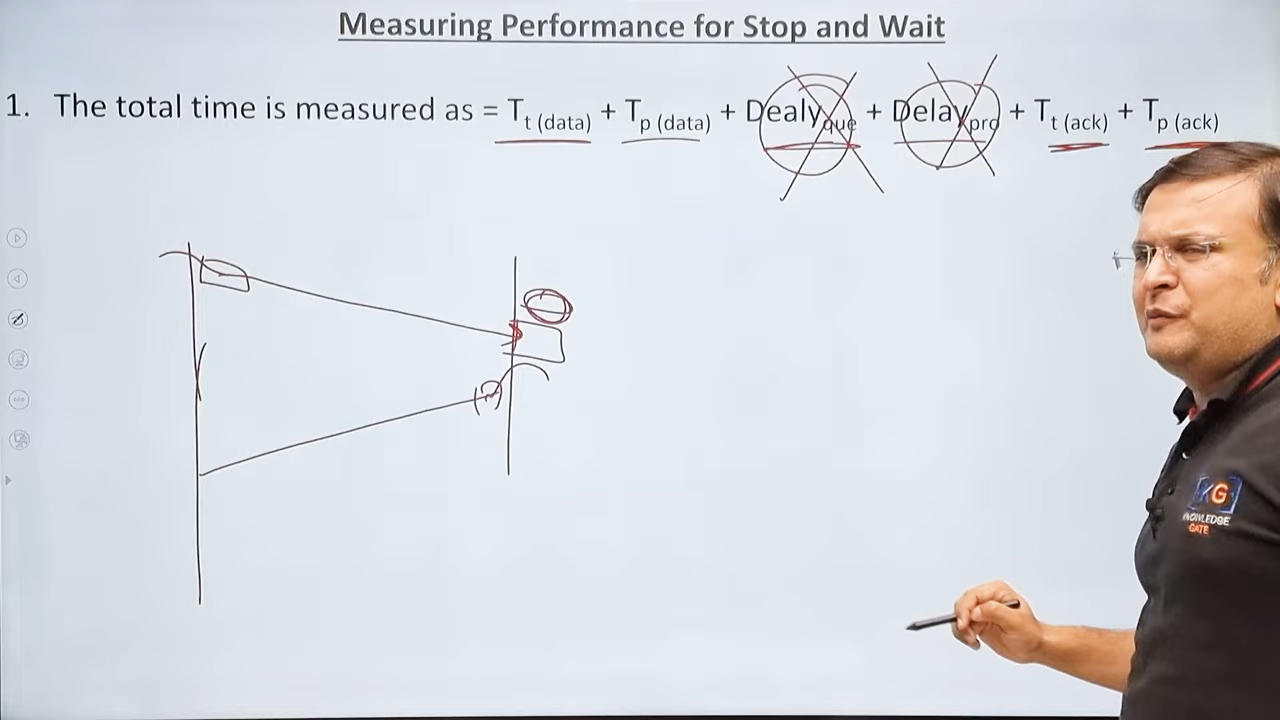 Measuring Performance for Stop and Wait
1. The total time is measured as = Tt (data) + Tp (data) + Dealyque + Delaypro + Tt (ack) + Tp (ack)
KG
KNOWLEDGE
GATE